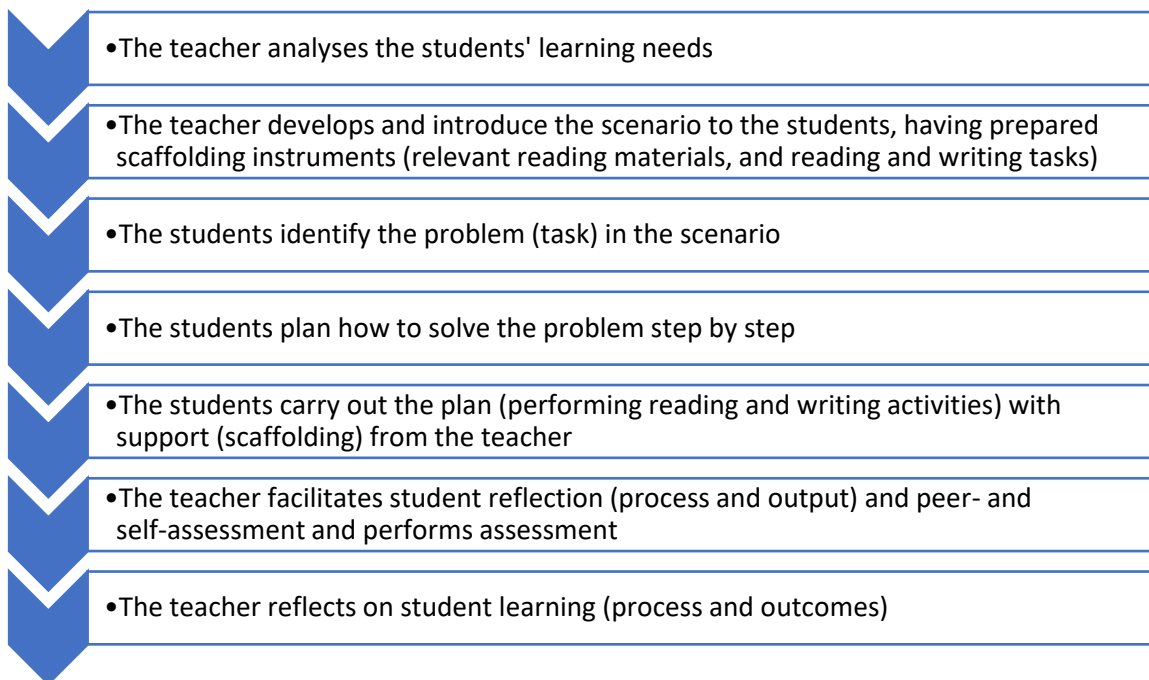 •The teacher analyses the students' learning needs
•The teacher develops and introduce the scenario to the students, having prepared
scaffolding instruments (relevant reading materials, and reading and writing tasks)
•The students identify the problem (task) in the scenario
•The students plan how to solve the problem step by step
•The students carry out the plan (performing reading and writing activities) with
support (scaffolding) from the teacher
•The teacher facilitates student reflection (process and output) and peer- and
self-assessment and performs assessment
•The teacher reflects on student learning (process and outcomes)